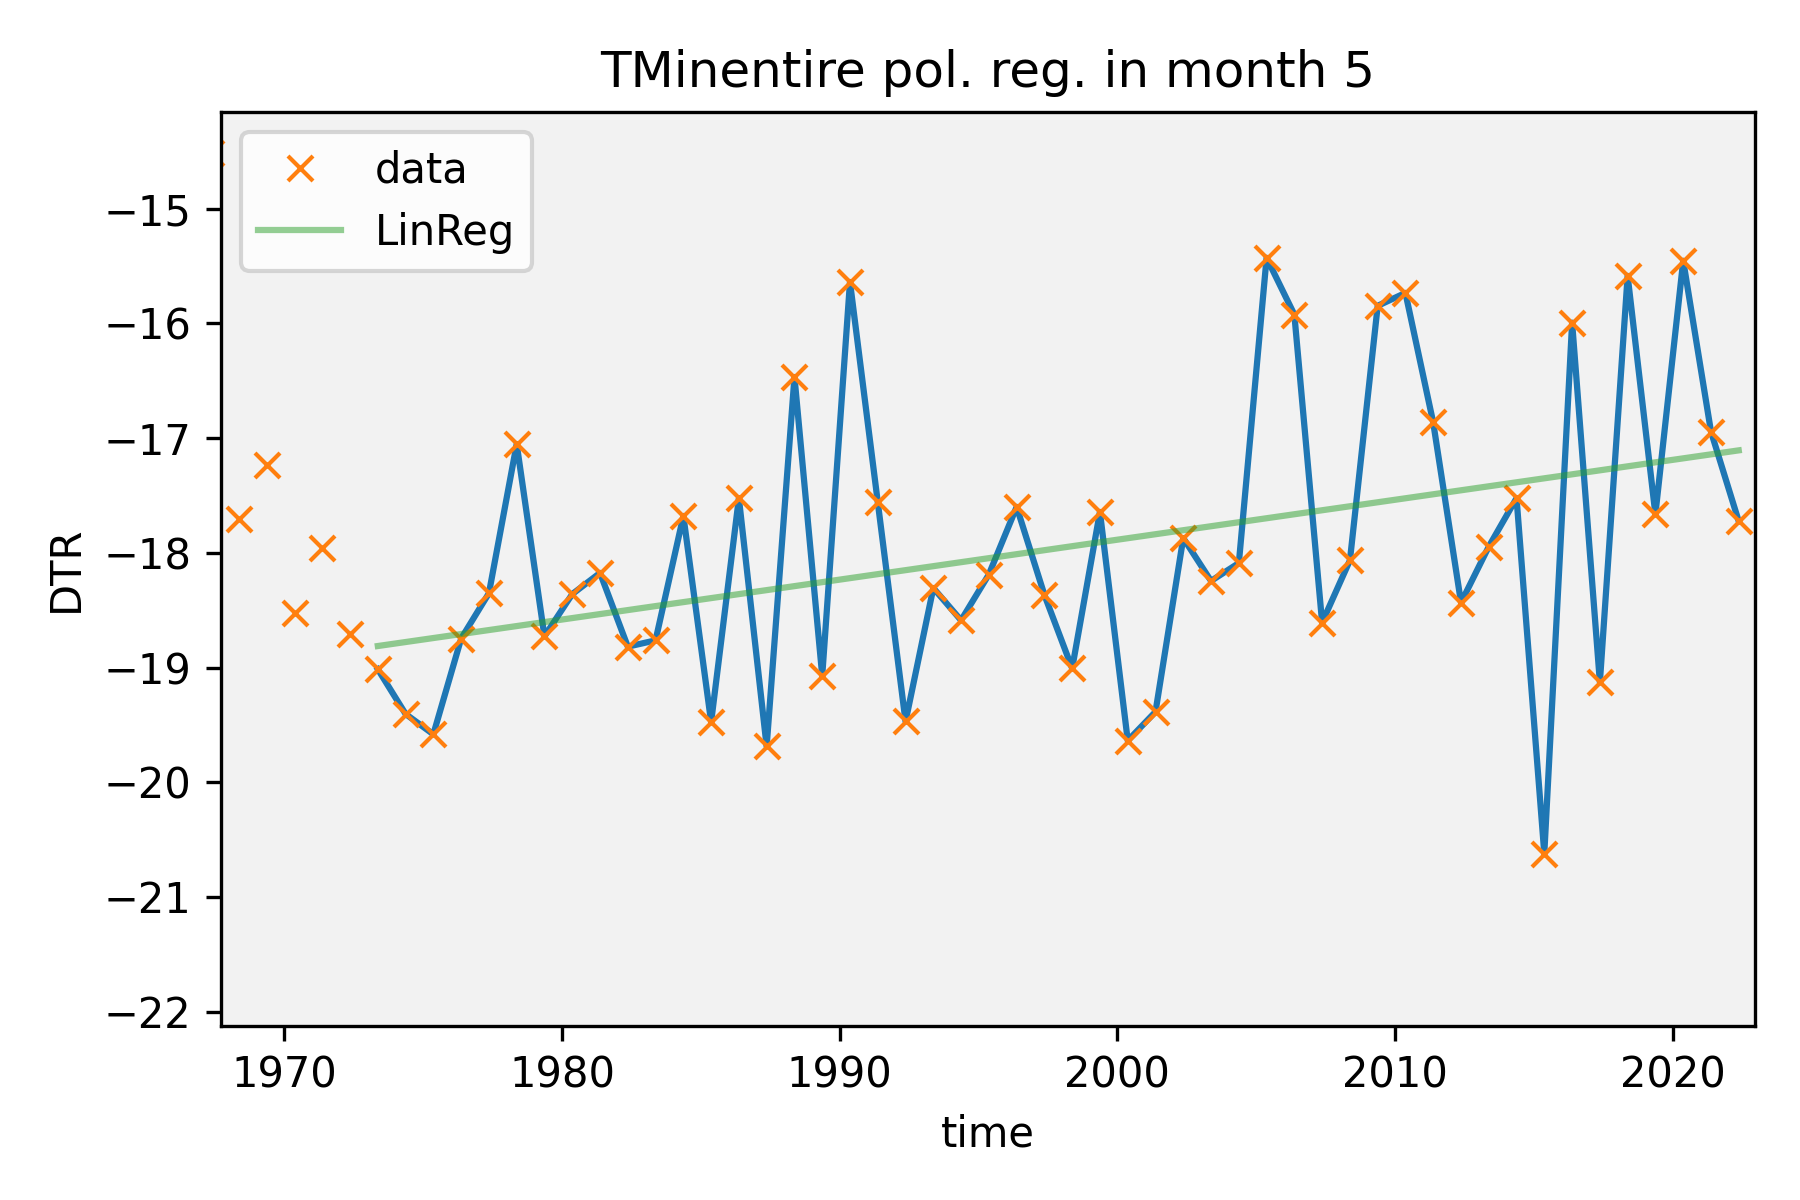 TMinentire pol. reg. in month 5
data
LinReg
−15
−16
−17
−18
−19
−20
−21
−22
DTR
1970 1980 1990 2000 2010 2020
time